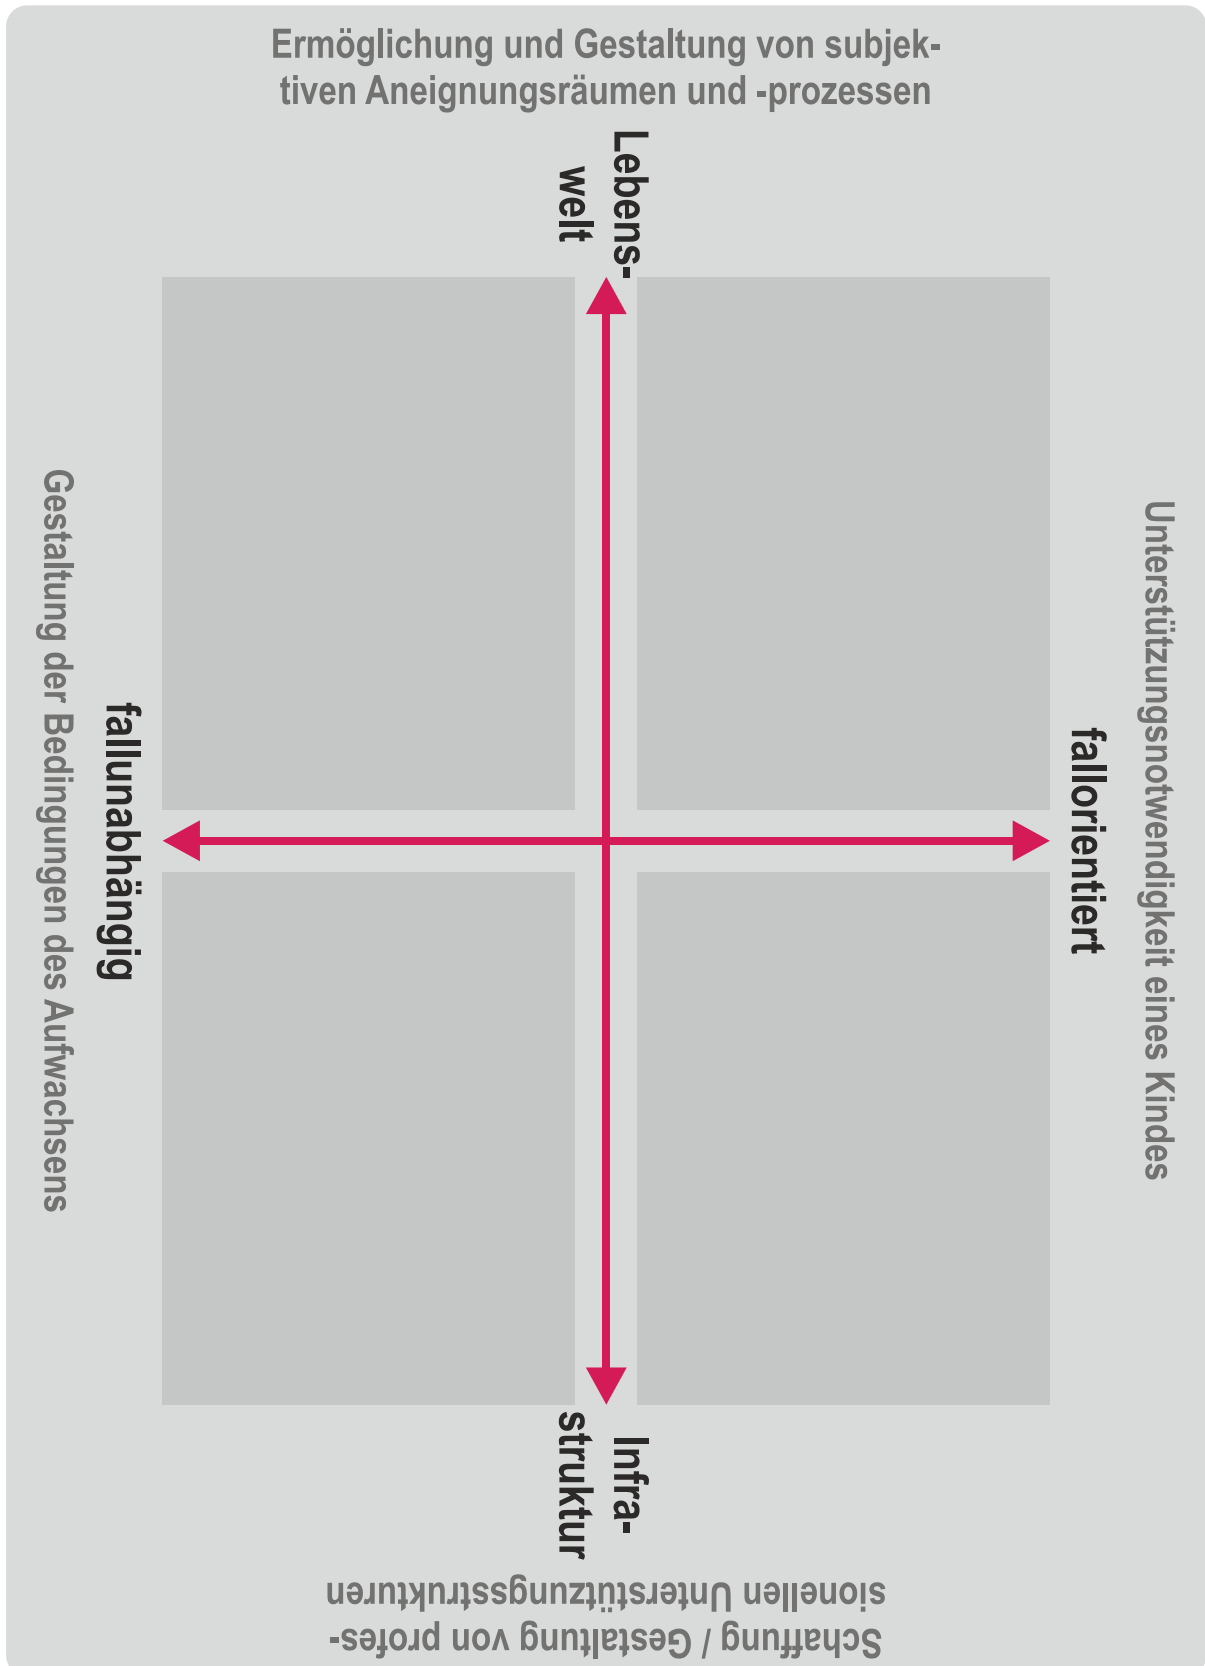 Ermöglichung und Gestaltung von subjek-
tiven Aneignungsräumen und -prozessen
Lebens-
welt
Unterstützungsnotwendigkeit eines Kindes
fallorientiert
fallunabhängig
Gestaltung der Bedingungen des Aufwachsens
Infra-
struktur
Schaffung / Gestaltung von profes-
sionellen Unterstützungsstrukturen